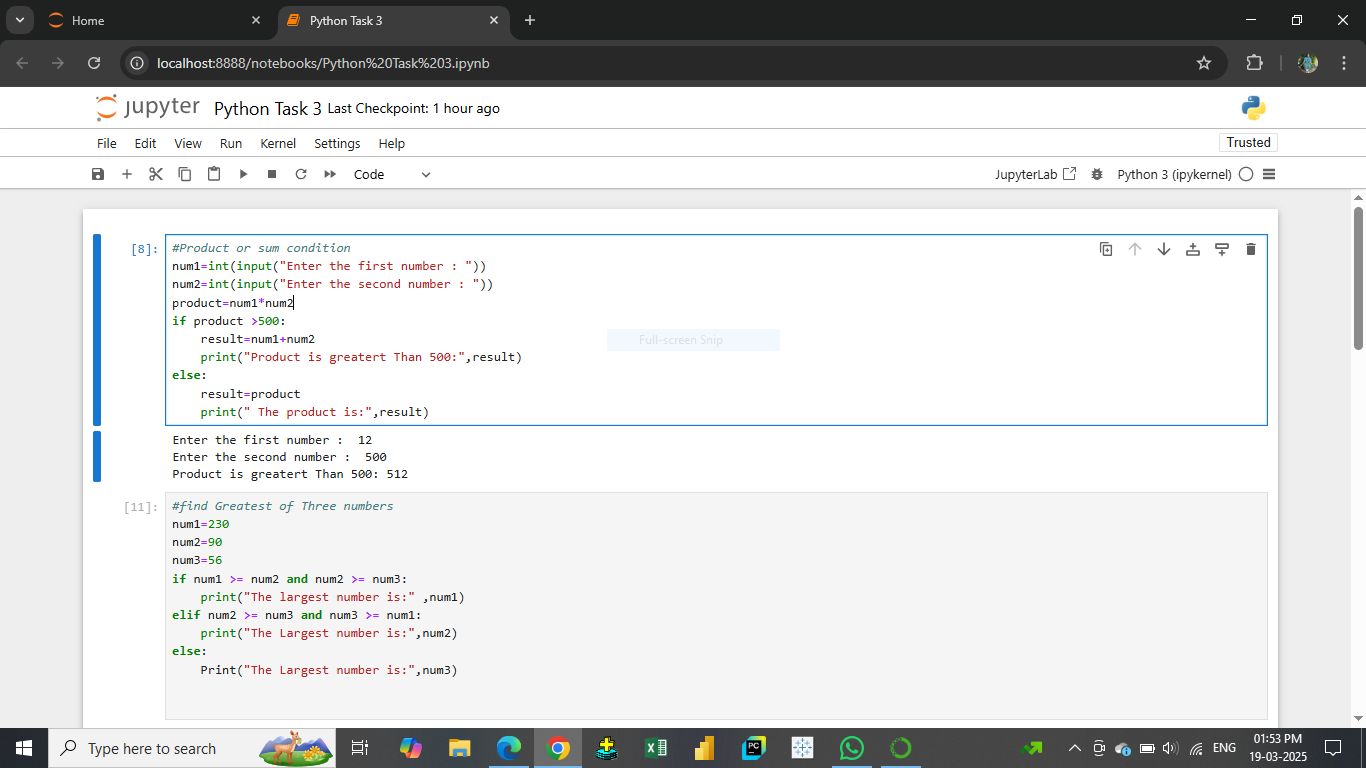 Home
Python Task 3
localhost:8888/notebooks/Python%20Task%203.ipynb
jupyter Python Task 3 Last Checkpoint: 1 hour ago
File Edit View Run Kernel Settings Help
Trusted
Code
JupyterLab
Python 3 (ipykernel)
[8]:
#Product or sum condition
num1=int(input("Enter the first number : "))
num2=int(input("Enter the second number : "))
product=num1*num2
if product >500:
    result=num1+num2
    print("Product is greatert Than 500:",result)
else:
    result=product
    print(" The product is:",result)
Full-screen Snip
Enter the first number :  12
Enter the second number :  500
Product is greatert Than 500: 512
[11]:
#find Greatest of Three numbers
num1=230
num2=90
num3=56
if num1 >= num2 and num2 >= num3:
    print("The largest number is:" ,num1)
elif num2 >= num3 and num3 >= num1:
    print("The Largest number is:",num2)
else:
    Print("The Largest number is:",num3)
Type here to search
PC
ENG
01:53 PM
19-03-2025